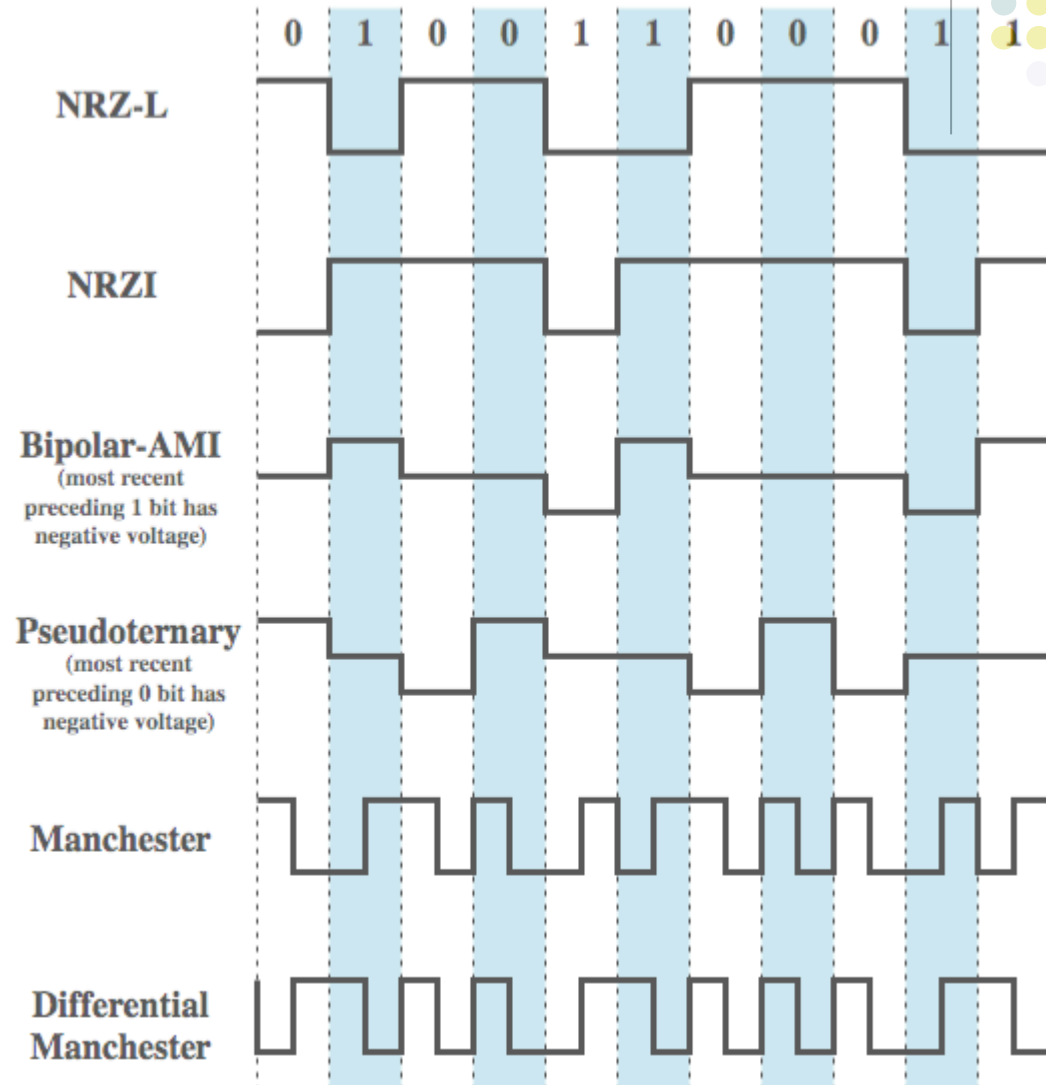 0 1 0 0 1 1 0 0 0 1 1
NRZ-L
NRZI
Bipolar-AMI
(most recent
preceding 1 bit has
negative voltage)
Pseudoternary
(most recent
preceding 0 bit has
negative voltage)
Manchester
Differential
Manchester